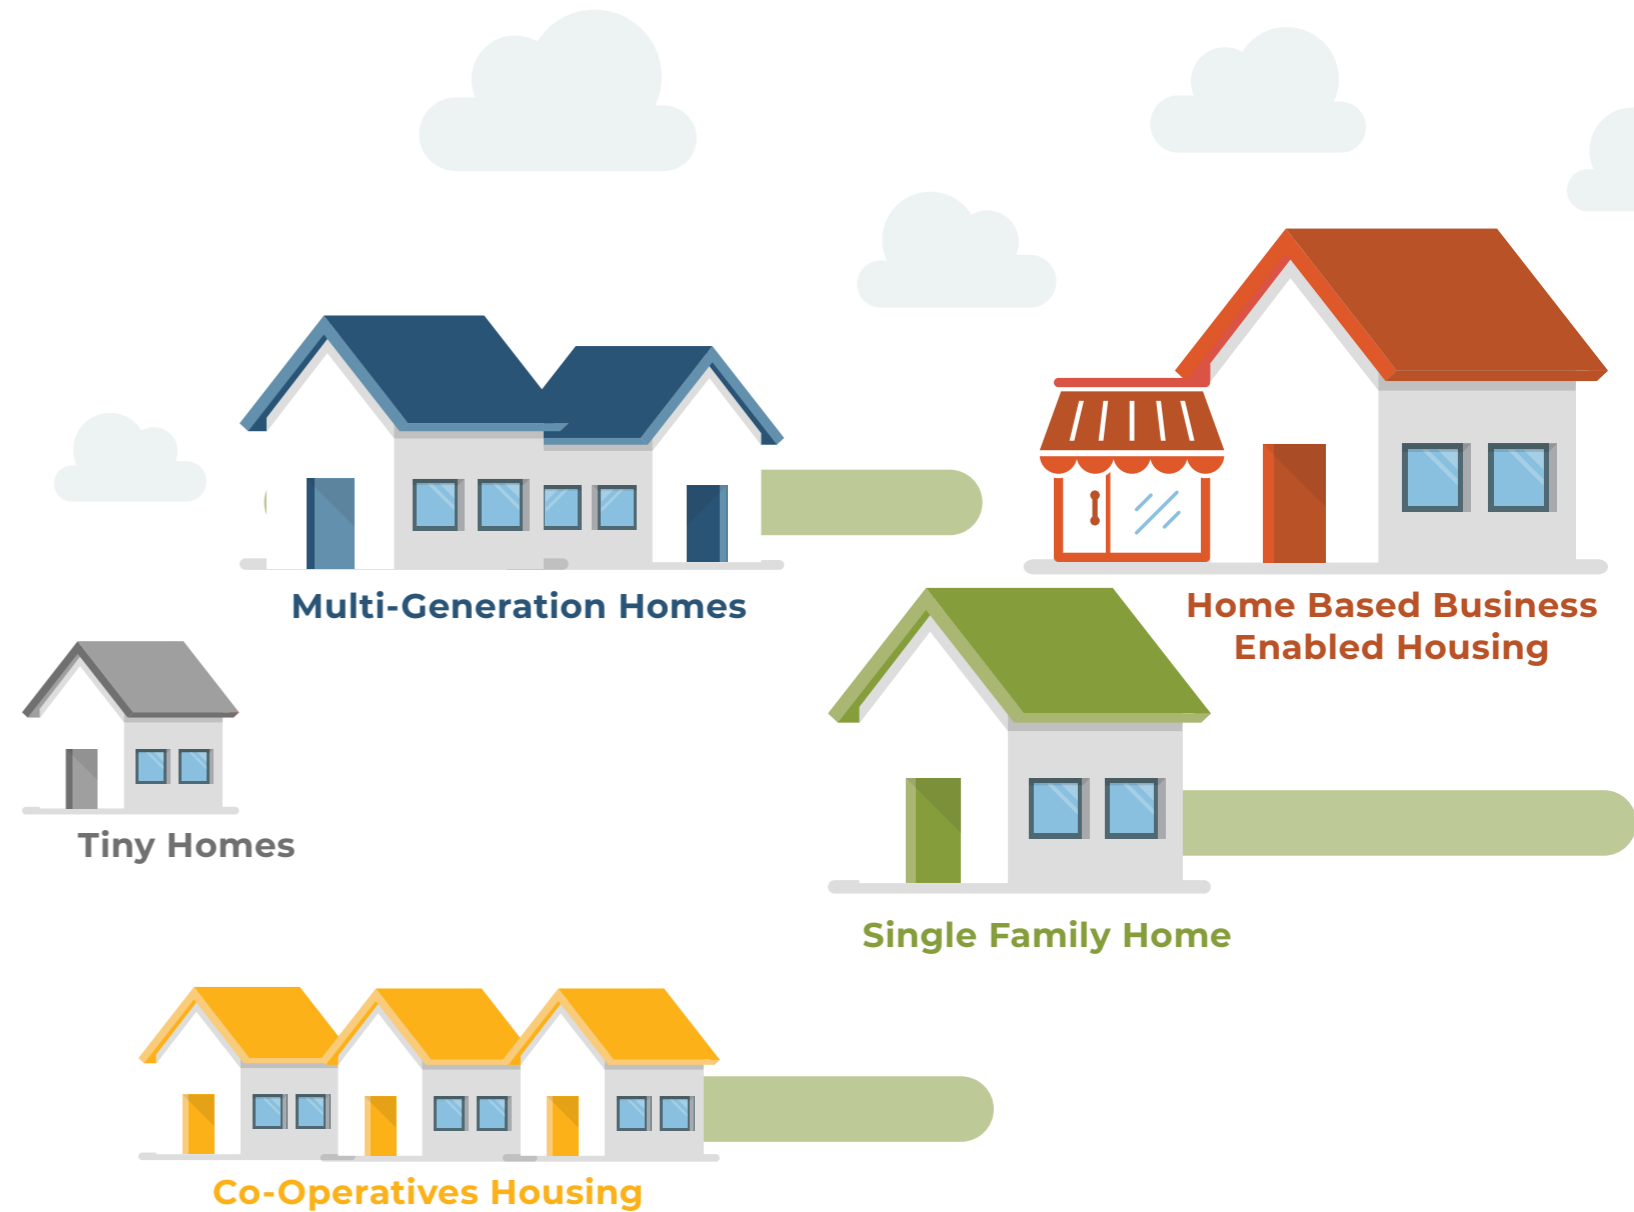 Multi-Generation Homes
Home Based Business
Enabled Housing
Tiny Homes
Single Family Home
Co-Operatives Housing